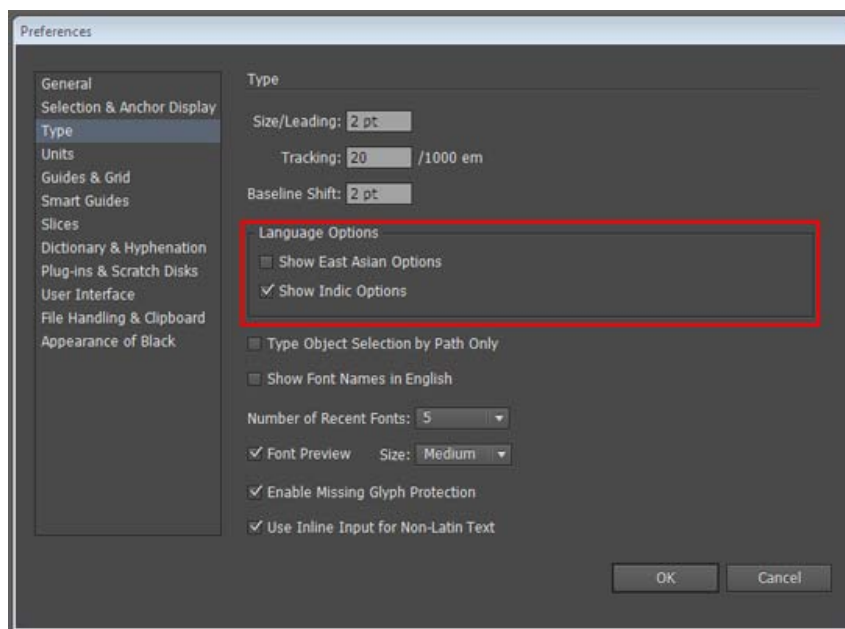 Preferences
General
Selection & Anchor Display
Type
Units
Guides & Grid
Smart Guides
Slices
Dictionary & Hyphenation
Plug-ins & Scratch Disks
User Interface
File Handling & Clipboard
Appearance of Black
Type
Size/Leading: 2 pt
Tracking: 20 /1000 em
Baseline Shift: 2 pt
Language Options
Show East Asian Options
Show Indic Options
Type Object Selection by Path Only
Show Font Names in English
Number of Recent Fonts: 5
Font Preview Size: Medium
Enable Missing Glyph Protection
Use Inline Input for Non-Latin Text
OK Cancel